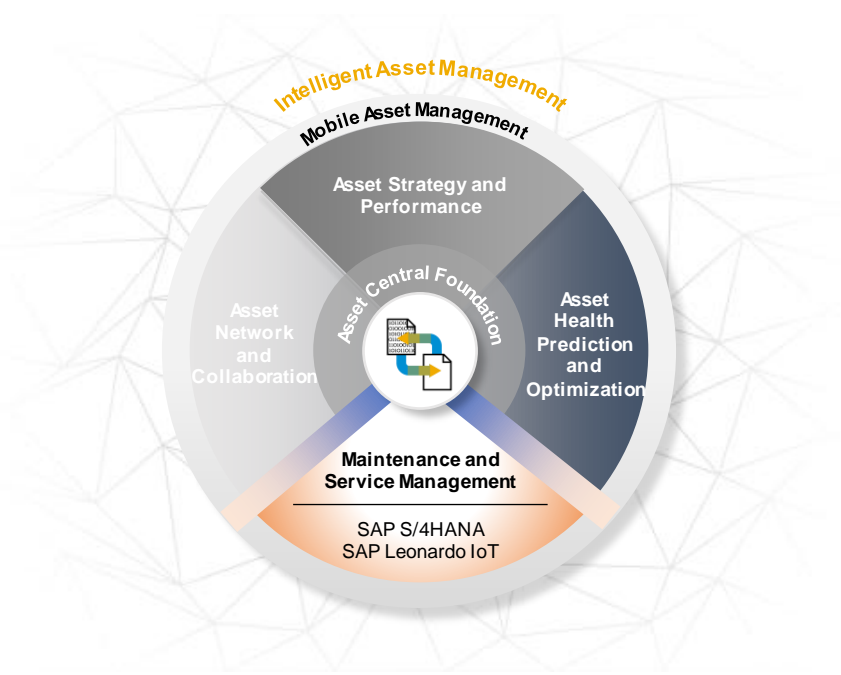 Intelligent Asset Management
Mobile Asset Management
Asset Strategy and
Performance
Asset Central Foundation
Asset
Network
and
Collaboration
Asset
Health
Prediction
and
Optimization
Maintenance and
Service Management
SAP S/4HANA
SAP Leonardo IoT